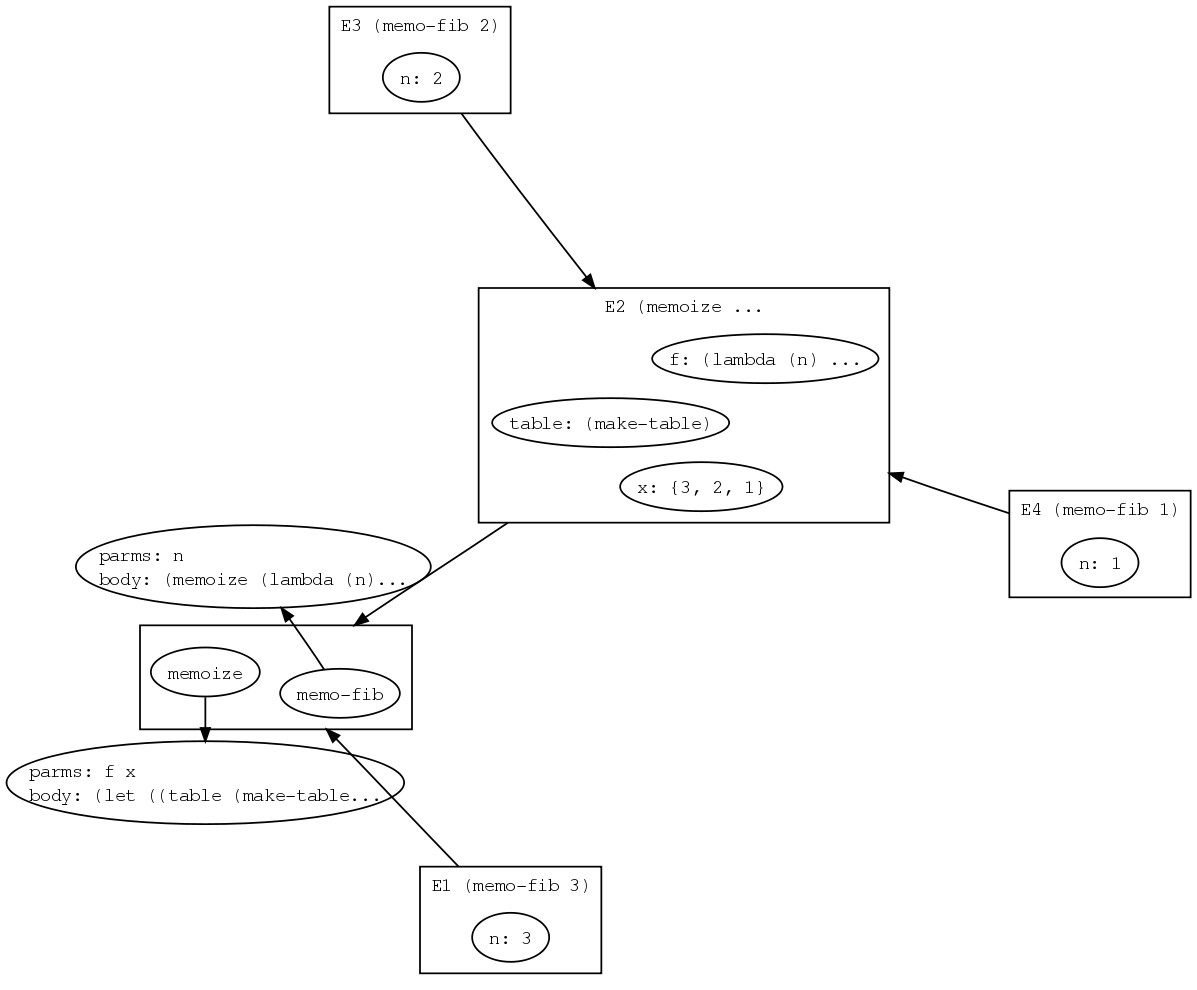 E3 (memo-fib 2)
n: 2
E2 (memoize ...
f: (lambda (n) ...
table: (make-table)
x: {3, 2, 1}
E4 (memo-fib 1)
n: 1
parms: n
body: (memoize (lambda (n)...
memoize
memo-fib
parms: f x
body: (let ((table (make-table...
E1 (memo-fib 3)
n: 3